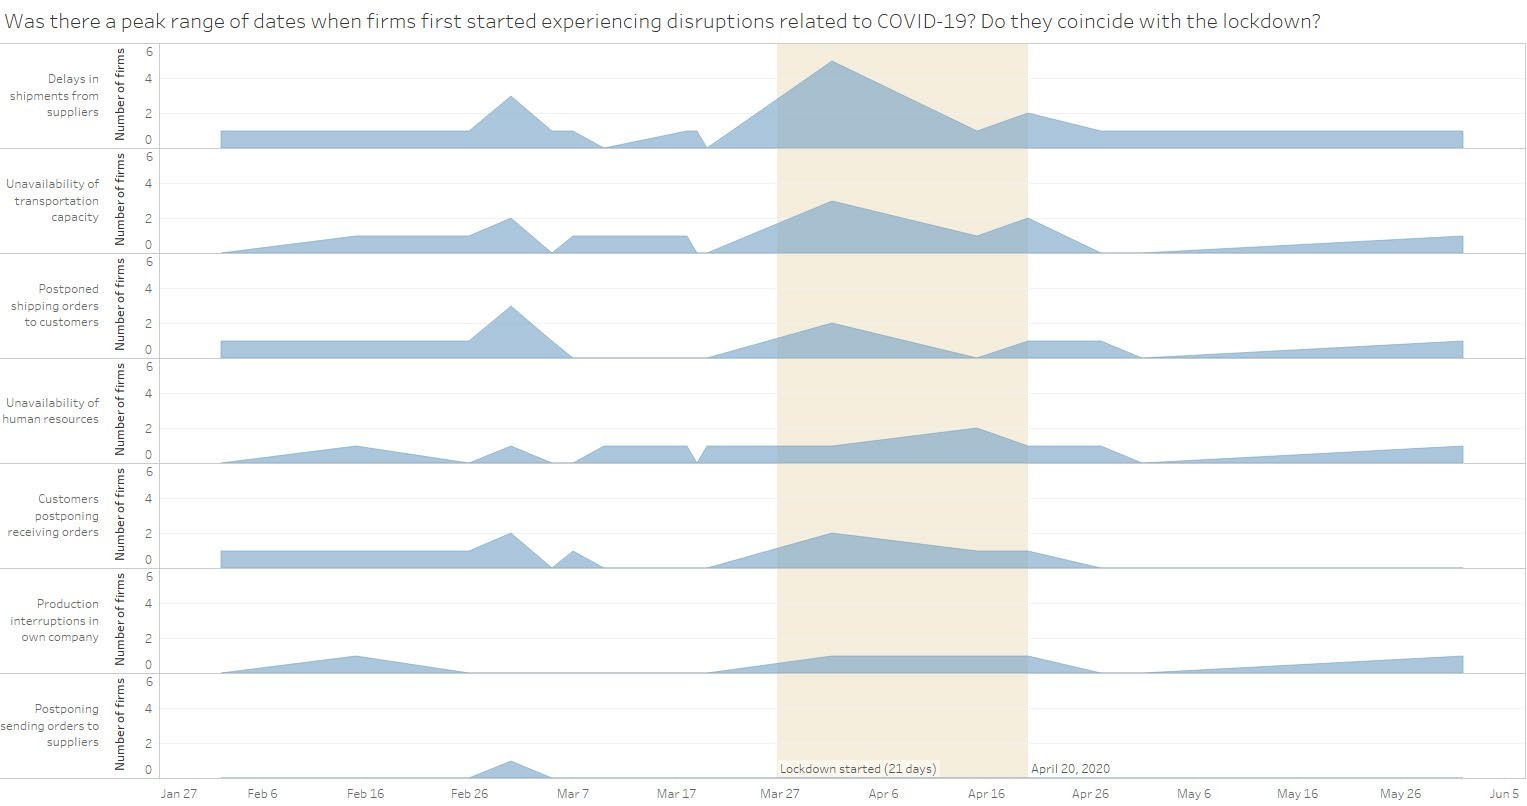 Was there a peak range of dates when firms first started experiencing disruptions related to COVID-19? Do they coincide with the lockdown?
Delays in
shipments from
suppliers
Number of firms
6
4
2
0
Unavailability of
transportation
capacity
Number of firms
6
4
2
0
Postponed
shipping orders
to customers
Number of firms
6
4
2
0
Unavailability of
human resources
Number of firms
6
4
2
0
Customers
postponing
receiving orders
Number of firms
6
4
2
0
Production
interruptions in
own company
Number of firms
6
4
2
0
Postponing
sending orders to
suppliers
Number of firms
6
4
2
0
Lockdown started (21 days)
April 20, 2020
Jan 27
Feb 6
Feb 16
Feb 26
Mar 7
Mar 17
Mar 27
Apr 6
Apr 16
Apr 26
May 6
May 16
May 26
Jun 5